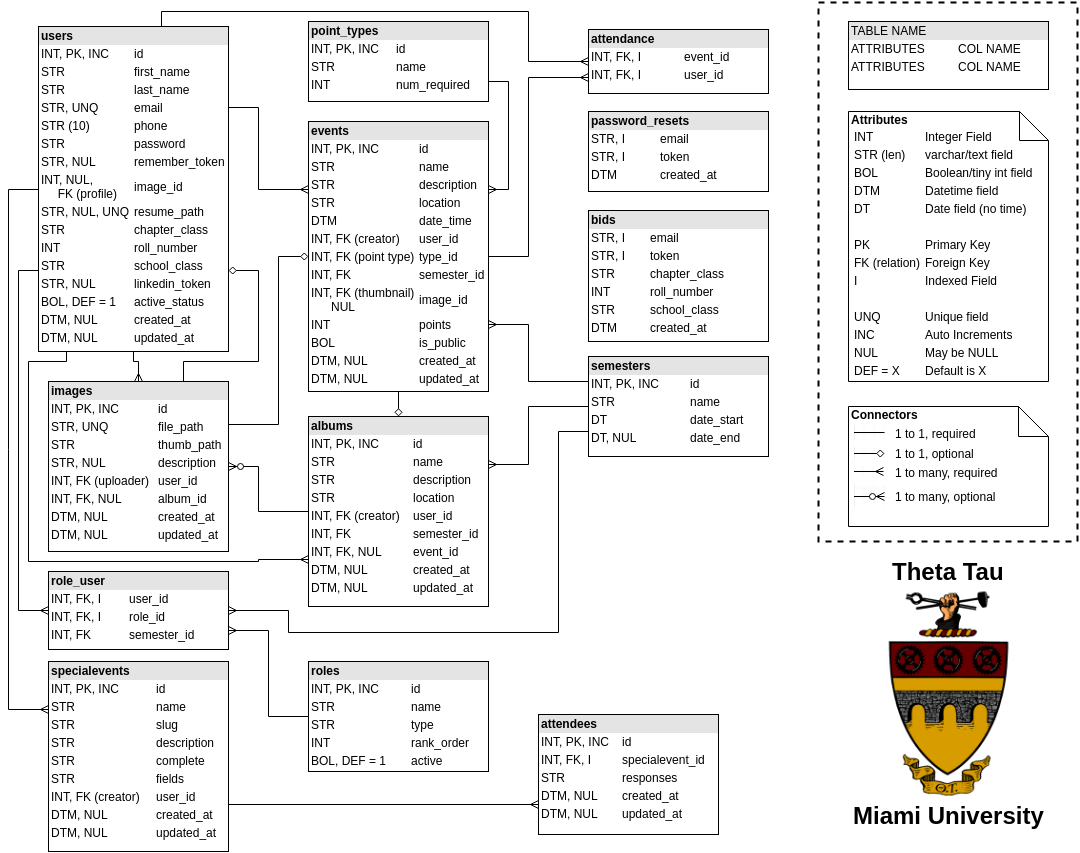 users
INT, PK, INC id
STR first_name
STR last_name
STR, UNQ email
STR (10) phone
STR password
STR, NUL remember_token
INT, NUL,
FK (profile) image_id
STR, NUL, UNQ resume_path
STR chapter_class
INT roll_number
STR school_class
STR, NUL linkedin_token
BOL, DEF = 1 active_status
DTM, NUL created_at
DTM, NUL updated_at
images
INT, PK, INC id
STR, UNQ file_path
STR thumb_path
STR, NUL description
INT, FK (uploader) user_id
INT, FK, NUL album_id
DTM, NUL created_at
DTM, NUL updated_at
role_user
INT, FK, I user_id
INT, FK, I role_id
INT, FK semester_id
specialevents
INT, PK, INC id
STR name
STR slug
STR description
STR complete
STR fields
INT, FK (creator) user_id
DTM, NUL created_at
DTM, NUL updated_at
point_types
INT, PK, INC id
STR name
INT num_required
events
INT, PK, INC id
STR name
STR description
STR location
DTM date_time
INT, FK (creator) user_id
INT, FK (point type) type_id
INT, FK semester_id
INT, FK (thumbnail)
NUL image_id
INT points
BOL is_public
DTM, NUL created_at
DTM, NUL updated_at
albums
INT, PK, INC id
STR name
STR description
STR location
INT, FK (creator) user_id
INT, FK semester_id
INT, FK, NUL event_id
DTM, NUL created_at
DTM, NUL updated_at
roles
INT, PK, INC id
STR name
STR type
INT rank_order
BOL, DEF = 1 active
attendance
INT, FK, I event_id
INT, FK, I user_id
password_resets
STR, I email
STR, I token
DTM created_at
bids
STR, I email
STR, I token
STR chapter_class
INT roll_number
STR school_class
DTM created_at
semesters
INT, PK, INC id
STR name
DT date_start
DT, NUL date_end
attendees
INT, PK, INC id
INT, FK, I specialevent_id
STR responses
DTM, NUL created_at
DTM, NUL updated_at
TABLE NAME
ATTRIBUTES COL NAME
ATTRIBUTES COL NAME
Attributes
INT Integer Field
STR (len) varchar/text field
BOL Boolean/tiny int field
DTM Datetime field
DT Date field (no time)
PK Primary Key
FK (relation) Foreign Key
I Indexed Field
UNQ Unique field
INC Auto Increments
NUL May be NULL
DEF = X Default is X
Connectors
1 to 1, required
1 to 1, optional
1 to many, required
1 to many, optional
Theta Tau
Θ.T.
Miami University